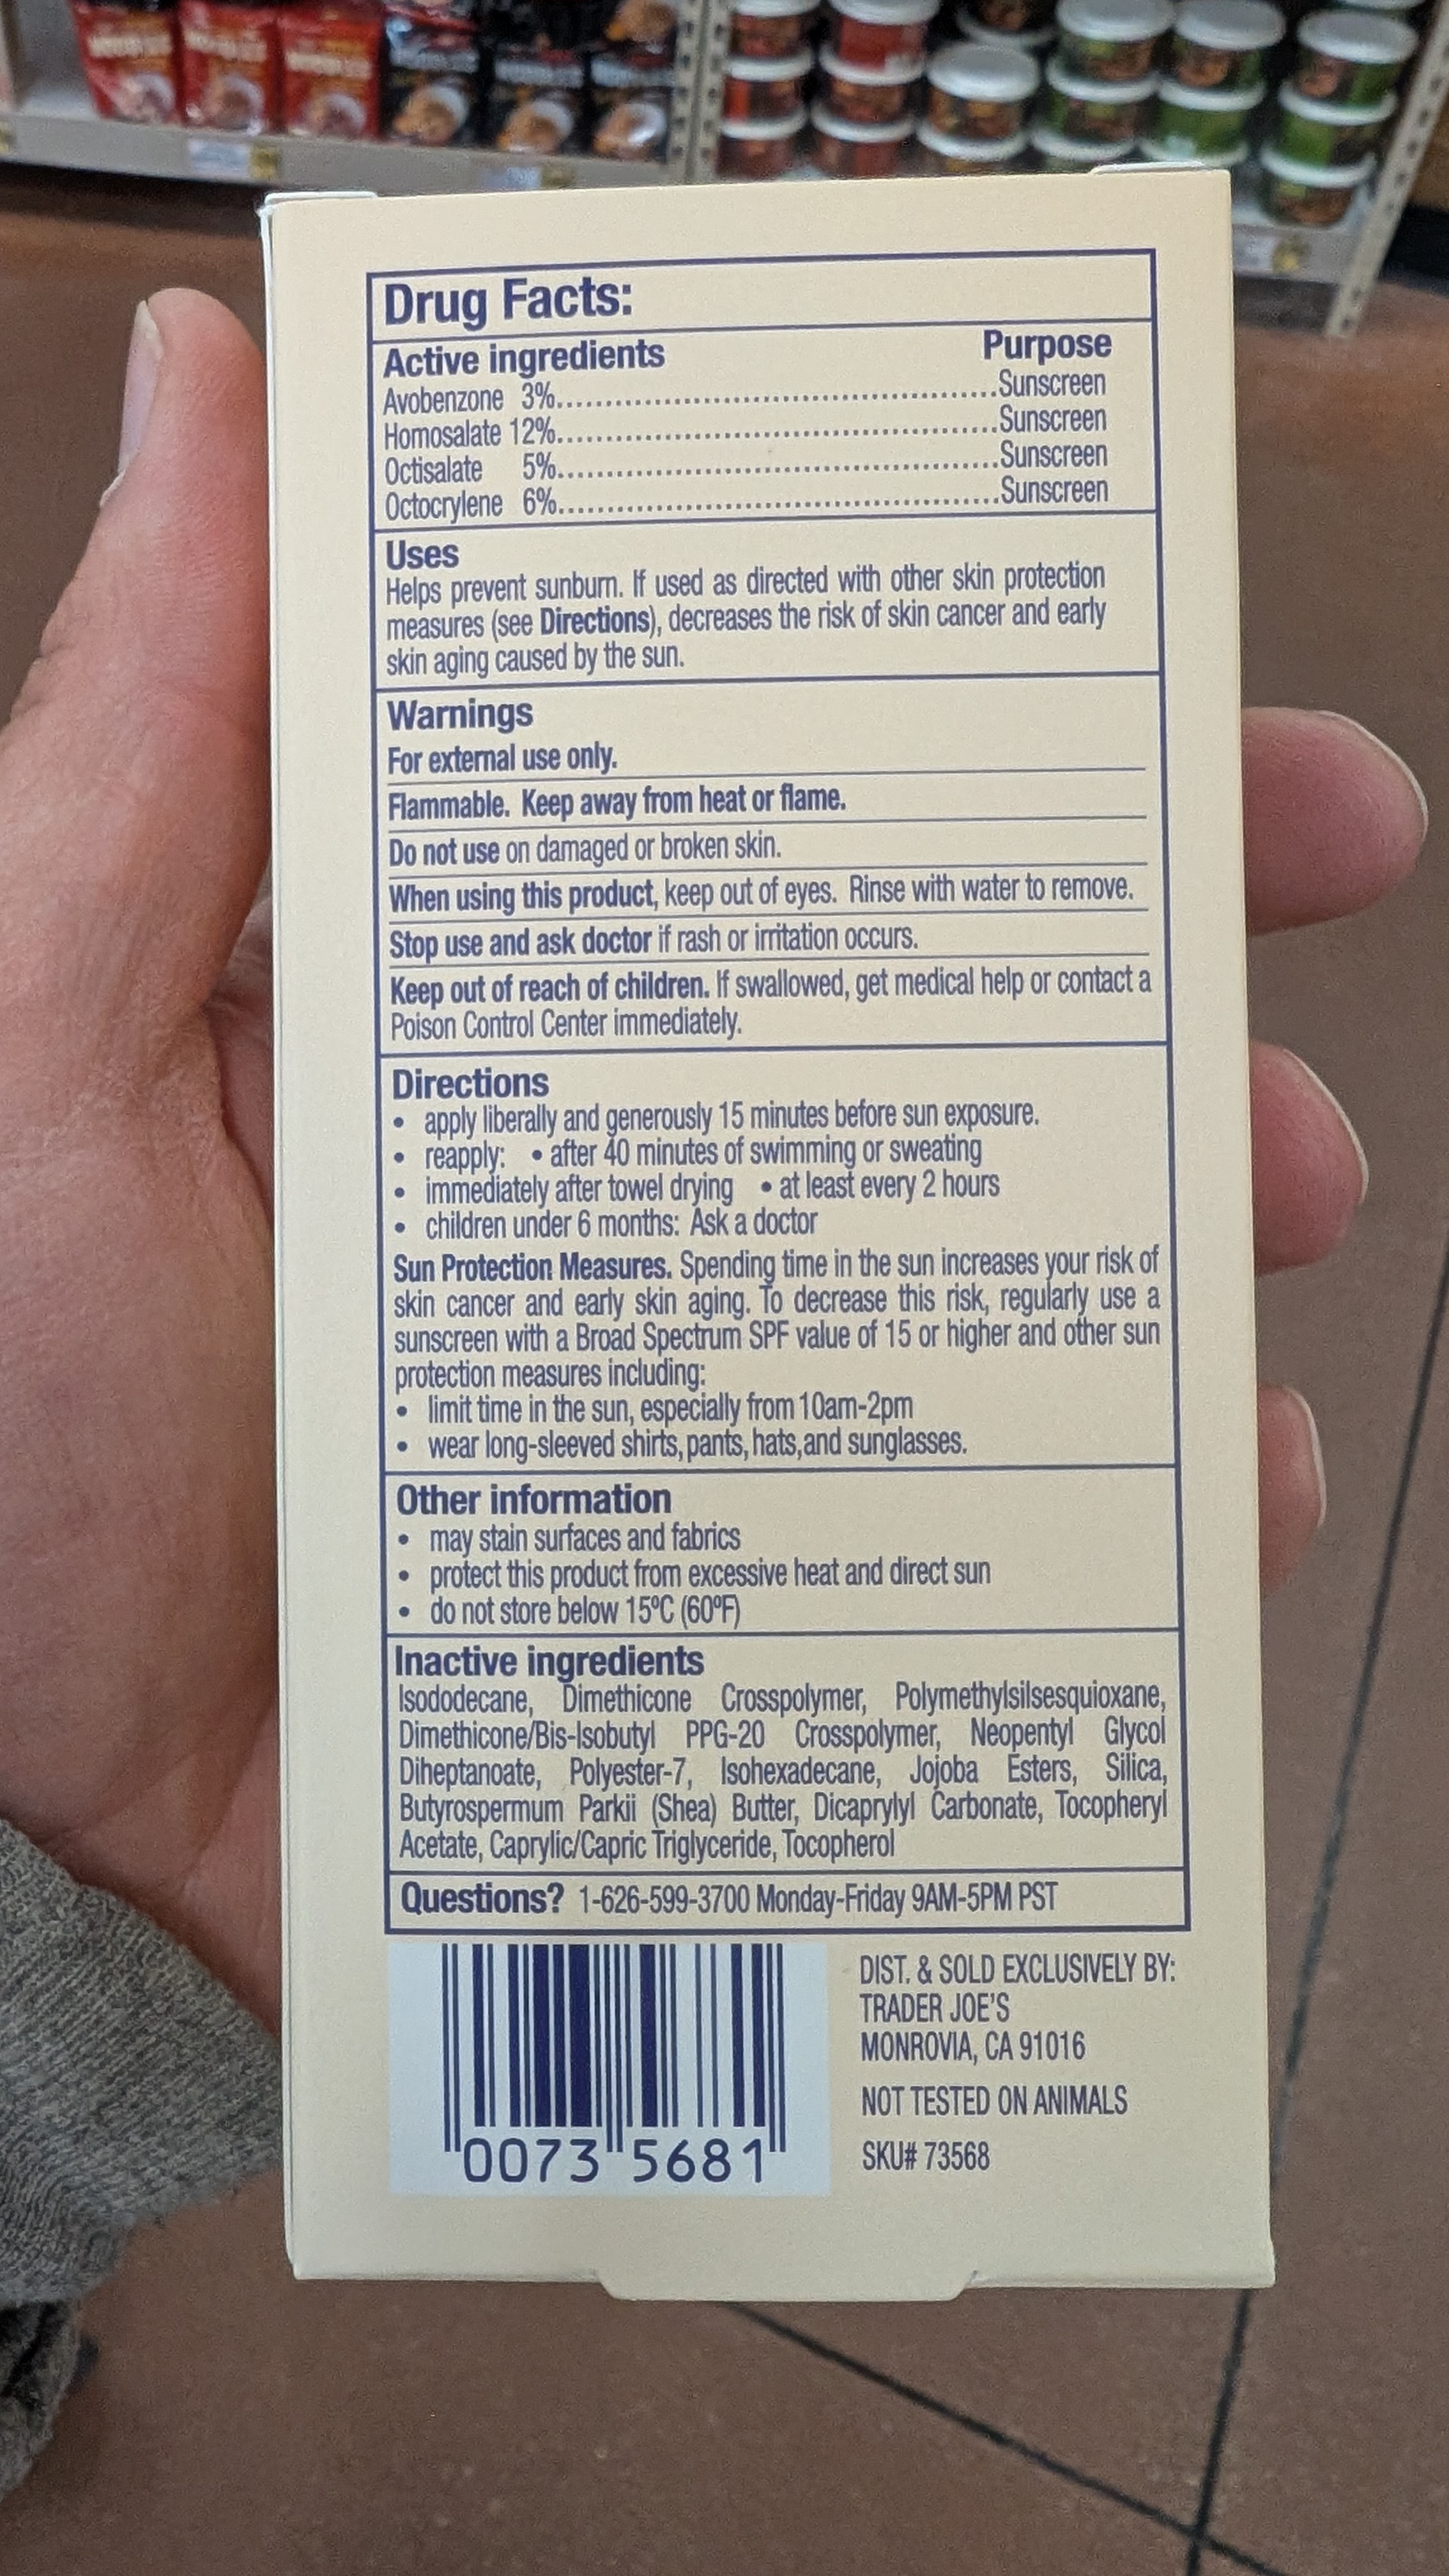 Drug Facts:
Active ingredients Purpose
Avobenzone 3%..........................................Sunscreen
Homosalate 12%..........................................Sunscreen
Octisalate 5%..........................................Sunscreen
Octocrylene 6%..........................................Sunscreen
Uses
Helps prevent sunburn. If used as directed with other skin protection
measures (see Directions), decreases the risk of skin cancer and early
skin aging caused by the sun.
Warnings
For external use only.
Flammable. Keep away from heat or flame.
Do not use on damaged or broken skin.
When using this product, keep out of eyes. Rinse with water to remove.
Stop use and ask doctor if rash or irritation occurs.
Keep out of reach of children. If swallowed, get medical help or contact a
Poison Control Center immediately.
Directions
• apply liberally and generously 15 minutes before sun exposure.
• reapply: • after 40 minutes of swimming or sweating
• immediately after towel drying • at least every 2 hours
• children under 6 months: Ask a doctor
Sun Protection Measures. Spending time in the sun increases your risk of
skin cancer and early skin aging. To decrease this risk, regularly use a
sunscreen with a Broad Spectrum SPF value of 15 or higher and other sun
protection measures including:
• limit time in the sun, especially from 10am-2pm
• wear long-sleeved shirts, pants, hats, and sunglasses.
Other information
• may stain surfaces and fabrics
• protect this product from excessive heat and direct sun
• do not store below 15ºC (60ºF)
Inactive ingredients
Isododecane, Dimethicone Crosspolymer, Polymethylsilsesquioxane,
Dimethicone/Bis-Isobutyl PPG-20 Crosspolymer, Neopentyl Glycol
Diheptanoate, Polyester-7, Isohexadecane, Jojoba Esters, Silica,
Butyrospermum Parkii (Shea) Butter, Dicaprylyl Carbonate, Tocopheryl
Acetate, Caprylic/Capric Triglyceride, Tocopherol
Questions? 1-626-599-3700 Monday-Friday 9AM-5PM PST
0073 5681
DIST. & SOLD EXCLUSIVELY BY:
TRADER JOE'S
MONROVIA, CA 91016
NOT TESTED ON ANIMALS
SKU# 73568